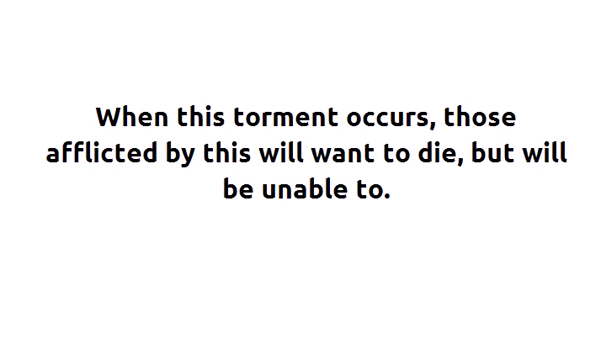 When this torment occurs, those
afflicted by this will want to die, but will
be unable to.